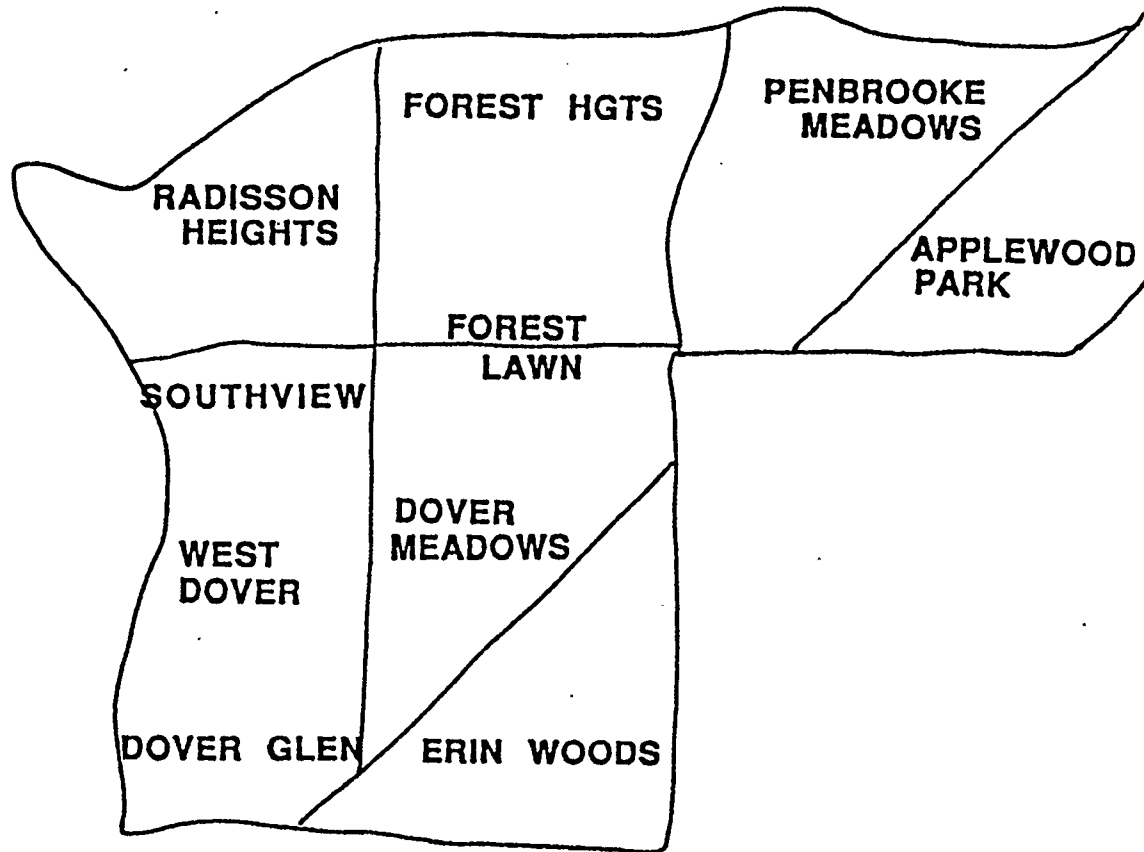 FOREST HGTS
PENBROOKE
MEADOWS
RADISSON
HEIGHTS
APPLEWOOD
PARK
FOREST
LAWN
SOUTHVIEW
DOVER
MEADOWS
WEST
DOVER
DOVER GLEN
ERIN WOODS